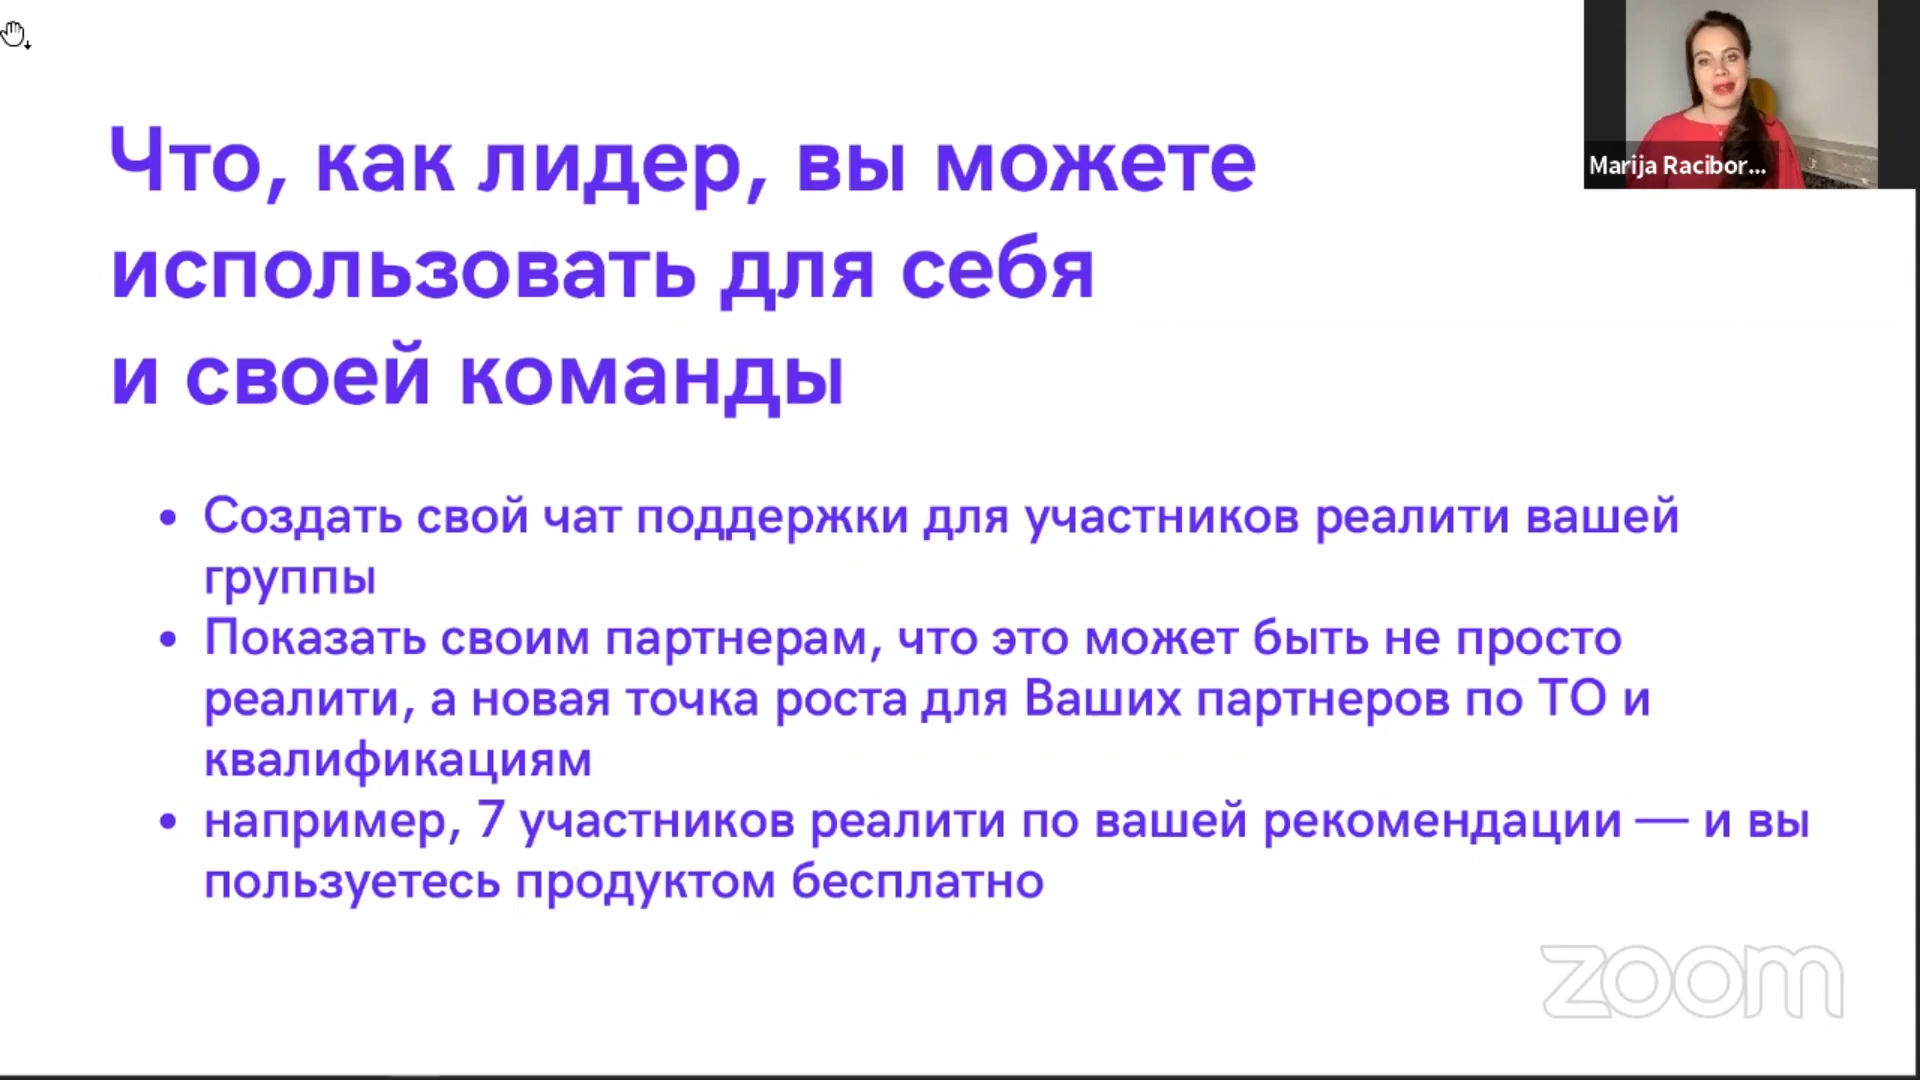 Что, как лидер, вы можете
использовать для себя
и своей команды
Marija Racibor...
• Создать свой чат поддержки для участников реалити вашей
группы
• Показать своим партнерам, что это может быть не просто
реалити, а новая точка роста для Ваших партнеров по ТО и
квалификациям
• например, 7 участников реалити по вашей рекомендации — и вы
пользуетесь продуктом бесплатно
zoom